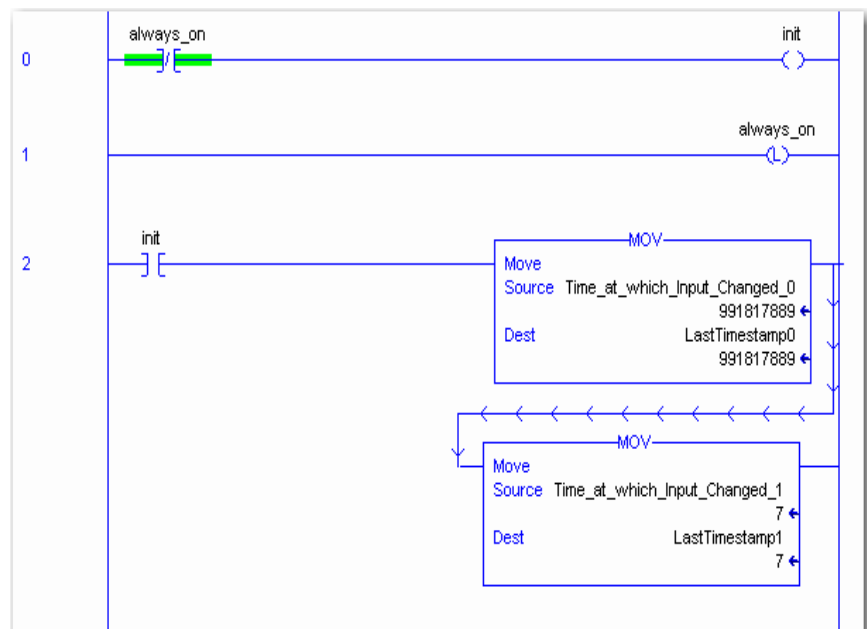 always_on init
0
always_on
1 (L)
init MOV
2 Move
Source Time_at_which_Input_Changed_0
991817889
Dest LastTimestamp0
991817889
MOV
Move
Source Time_at_which_Input_Changed_1
7
Dest LastTimestamp1
7